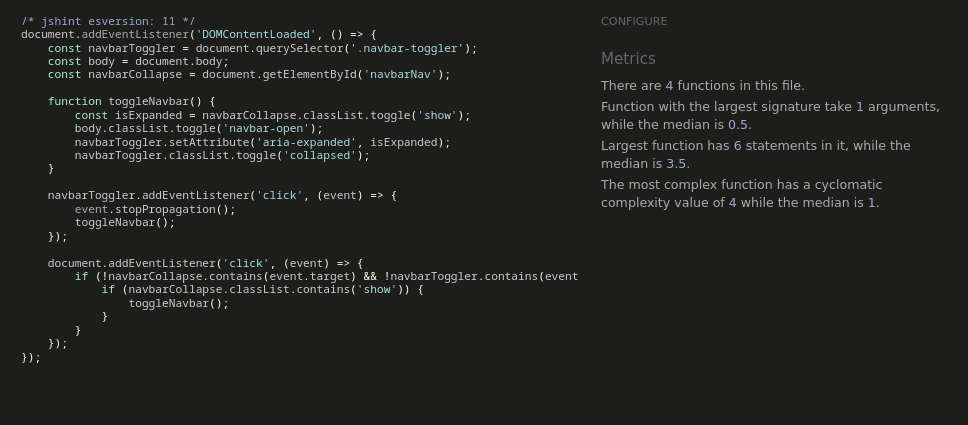 /* jshint esversion: 11 */
document.addEventListener('DOMContentLoaded', () => {
    const navbarToggler = document.querySelector('.navbar-toggler');
    const body = document.body;
    const navbarCollapse = document.getElementById('navbarNav');

    function toggleNavbar() {
        const isExpanded = navbarCollapse.classList.toggle('show');
        body.classList.toggle('navbar-open');
        navbarToggler.setAttribute('aria-expanded', isExpanded);
        navbarToggler.classList.toggle('collapsed');
    }

    navbarToggler.addEventListener('click', (event) => {
        event.stopPropagation();
        toggleNavbar();
    });

    document.addEventListener('click', (event) => {
        if (!navbarCollapse.contains(event.target) && !navbarToggler.contains(event
            if (navbarCollapse.classList.contains('show')) {
                toggleNavbar();
            }
        }
    });
});
CONFIGURE
Metrics
There are 4 functions in this file.
Function with the largest signature take 1 arguments,
while the median is 0.5.
Largest function has 6 statements in it, while the
median is 3.5.
The most complex function has a cyclomatic
complexity value of 4 while the median is 1.